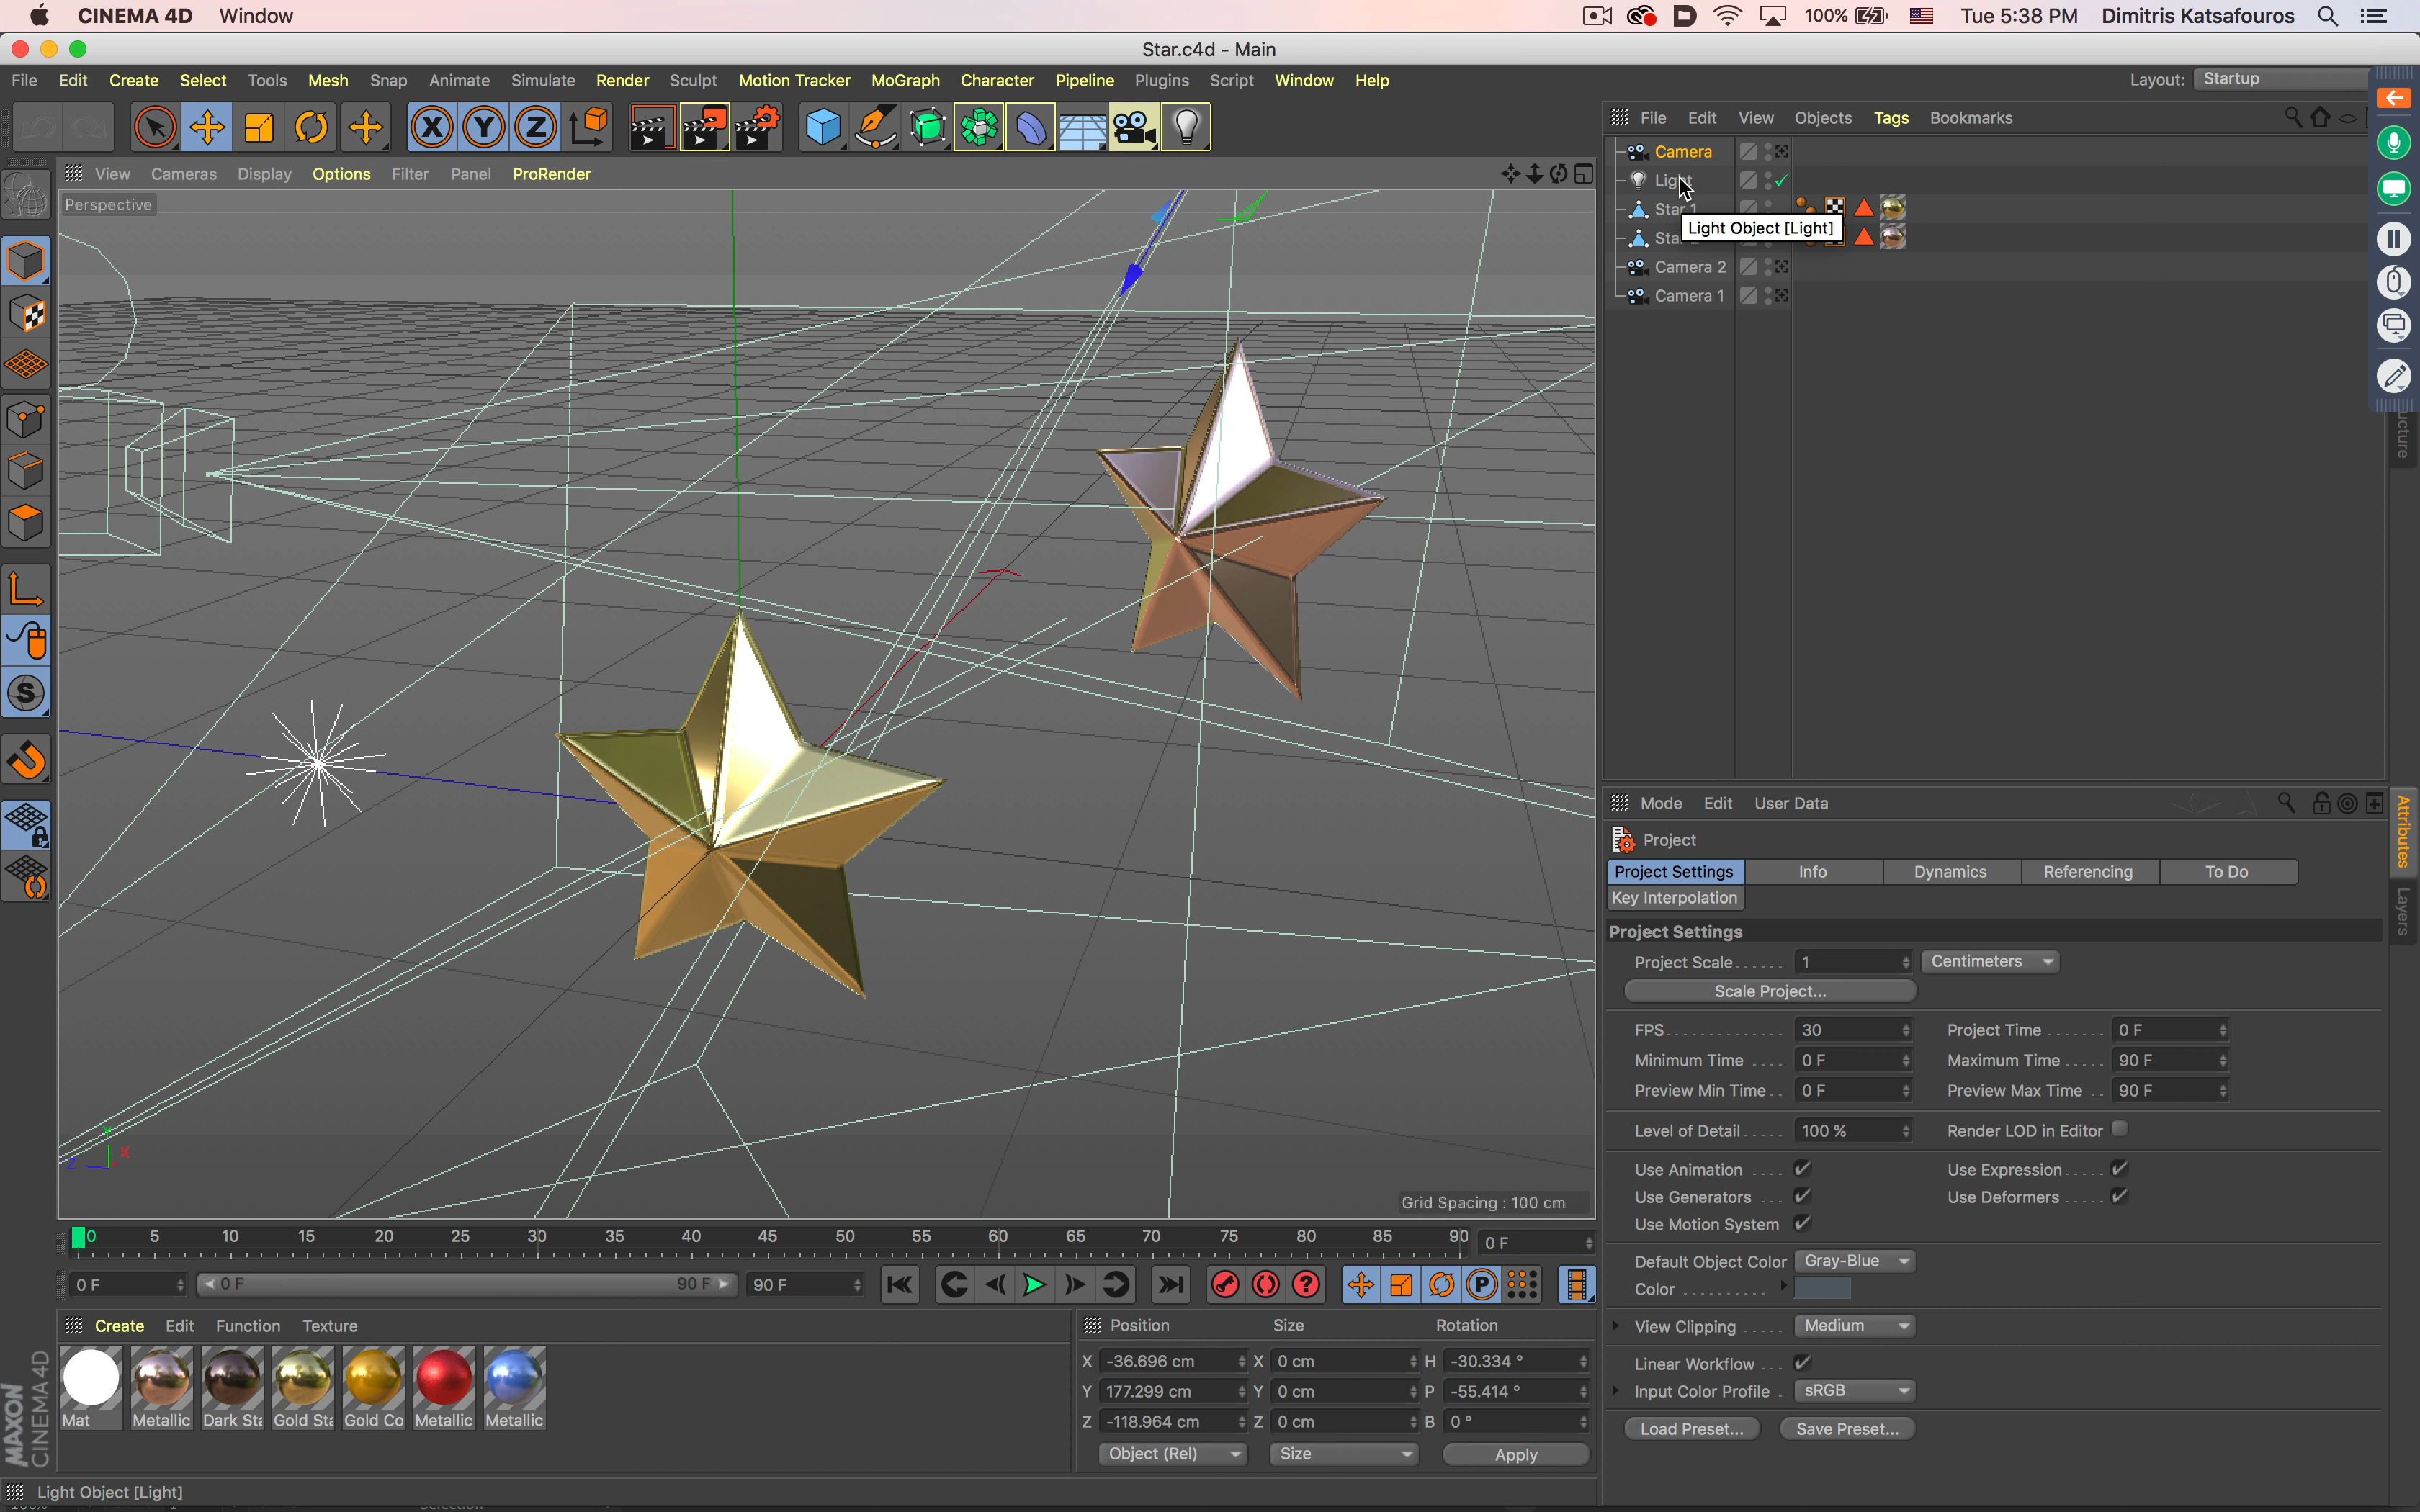 CINEMA 4D Window 100% Tue 5:38 PM Dimitris Katsafouros
Star.c4d - Main
File Edit Create Select Tools Mesh Snap Animate Simulate Render Sculpt Motion Tracker MoGraph Character Pipeline Plugins Script Window Help Layout: Startup
X Y Z
File Edit View Objects Tags Bookmarks
View Cameras Display Options Filter Panel ProRender
Perspective
Camera
Light
Star 1
Light Object [Light]
Camera 2
Camera 1
Grid Spacing : 100 cm
Y
X
Z
S
Mode Edit User Data
Attributes
Layers
Project
Project Settings Info Dynamics Referencing To Do
Key Interpolation
Project Settings
Project Scale 1 Centimeters
Scale Project...
FPS 30 Project Time 0 F
Minimum Time 0 F Maximum Time 90 F
Preview Min Time 0 F Preview Max Time 90 F
Level of Detail 100 % Render LOD in Editor
Use Animation Use Expression
Use Generators Use Deformers
Use Motion System
Default Object Color Gray-Blue
Color
View Clipping Medium
Linear Workflow
Input Color Profile sRGB
Load Preset... Save Preset...
0 5 10 15 20 25 30 35 40 45 50 55 60 65 70 75 80 85 90 0 F
0 F 0 F 90 F 90 F ? P
Create Edit Function Texture
Mat Metallic Dark Sta Gold Sta Gold Co Metallic Metallic
Position Size Rotation
X -36.696 cm X 0 cm H -30.334 °
Y 177.299 cm Y 0 cm P -55.414 °
Z -118.964 cm Z 0 cm B 0 °
Object (Rel) Size Apply
MAXON
CINEMA 4D
Light Object [Light]